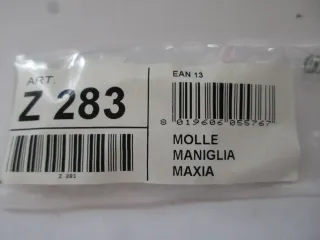 ART.
Z 283
Z 283
EAN 13
8 019606 055767
MOLLE
MANIGLIA
MAXIA